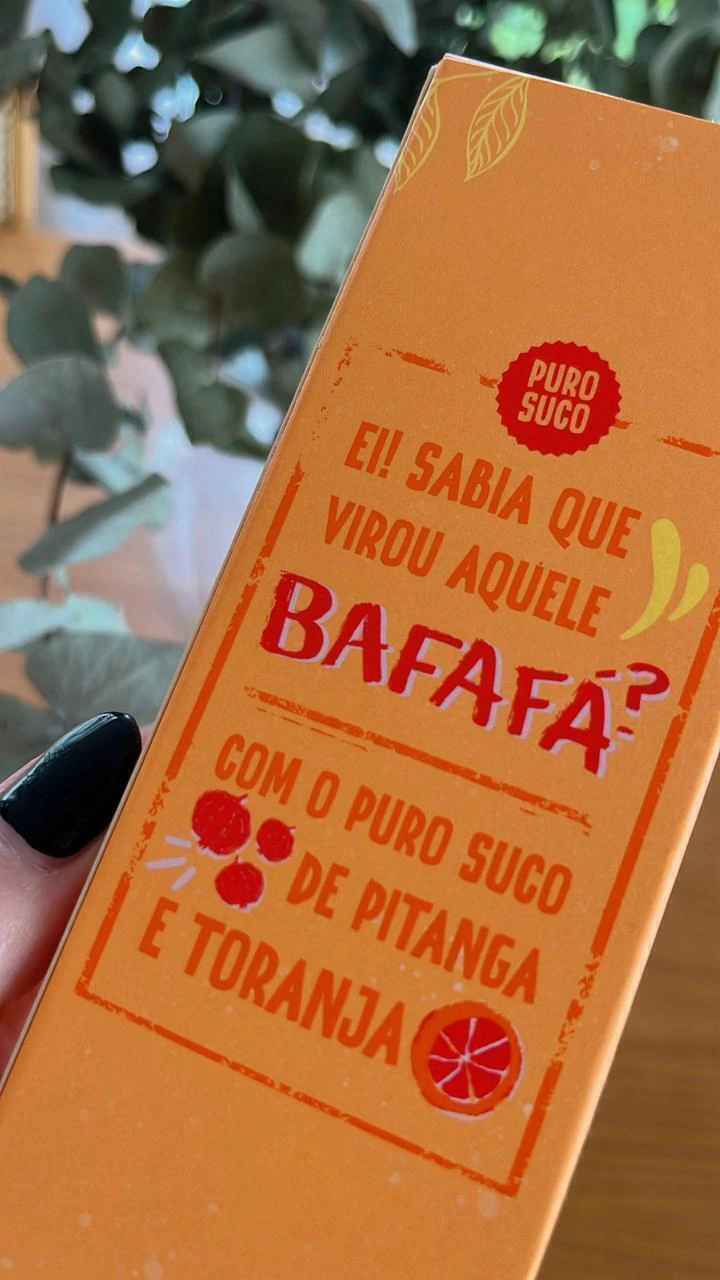 PURO
SUCO
EI! SABIA QUE
VIROU AQUELE
BAFAFÁ?
COM O PURO SUCO
DE PITANGA
E TORANJA